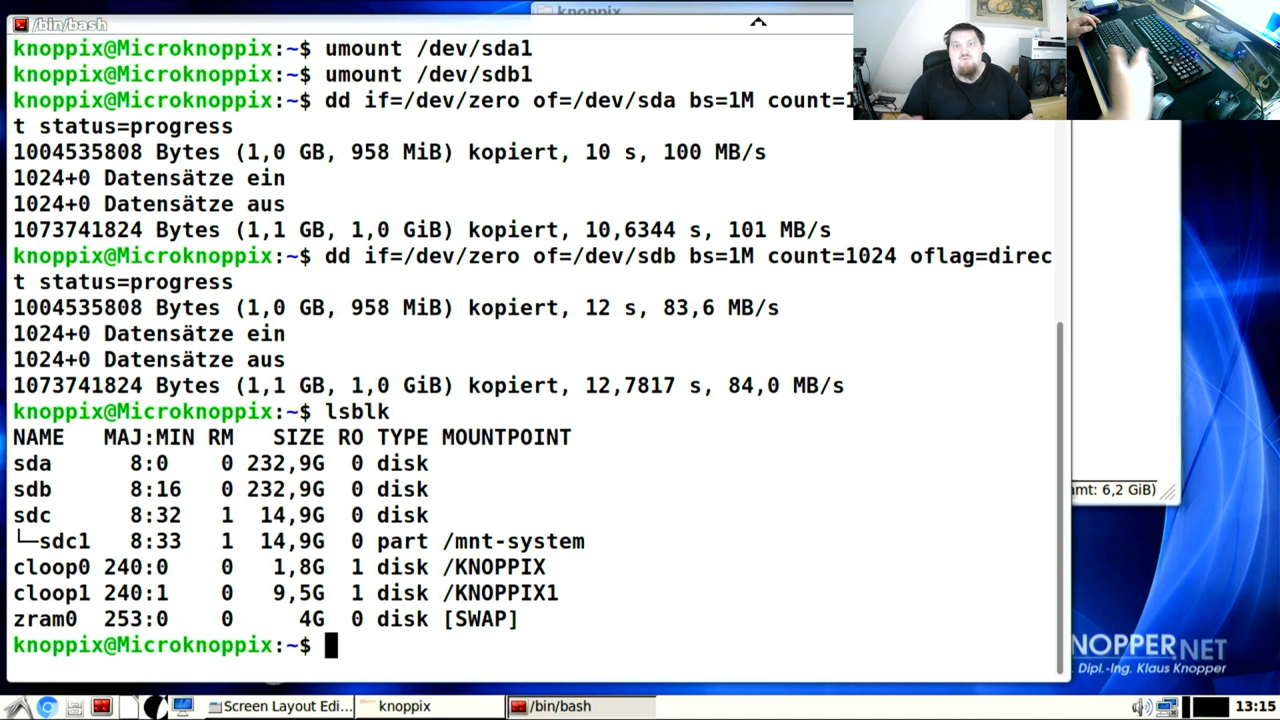 knoppix
/bin/bash
knoppix@Microknoppix:~$ umount /dev/sda1
knoppix@Microknoppix:~$ umount /dev/sdb1
knoppix@Microknoppix:~$ dd if=/dev/zero of=/dev/sda bs=1M count=1
t status=progress
1004535808 Bytes (1,0 GB, 958 MiB) kopiert, 10 s, 100 MB/s
1024+0 Datensätze ein
1024+0 Datensätze aus
1073741824 Bytes (1,1 GB, 1,0 GiB) kopiert, 10,6344 s, 101 MB/s
knoppix@Microknoppix:~$ dd if=/dev/zero of=/dev/sdb bs=1M count=1024 oflag=direc
t status=progress
1004535808 Bytes (1,0 GB, 958 MiB) kopiert, 12 s, 83,6 MB/s
1024+0 Datensätze ein
1024+0 Datensätze aus
1073741824 Bytes (1,1 GB, 1,0 GiB) kopiert, 12,7817 s, 84,0 MB/s
knoppix@Microknoppix:~$ lsblk
NAME MAJ:MIN RM SIZE RO TYPE MOUNTPOINT
sda 8:0 0 232,9G 0 disk
sdb 8:16 0 232,9G 0 disk
sdc 8:32 1 14,9G 0 disk
└─sdc1 8:33 1 14,9G 0 part /mnt-system
cloop0 240:0 0 1,8G 1 disk /KNOPPIX
cloop1 240:1 0 9,5G 1 disk /KNOPPIX1
zram0 253:0 0 4G 0 disk [SWAP]
knoppix@Microknoppix:~$
amt: 6,2 GiB)
KNOPPER.NET
Dipl.-Ing. Klaus Knopper
Screen Layout Edi...
knoppix
/bin/bash
13:15